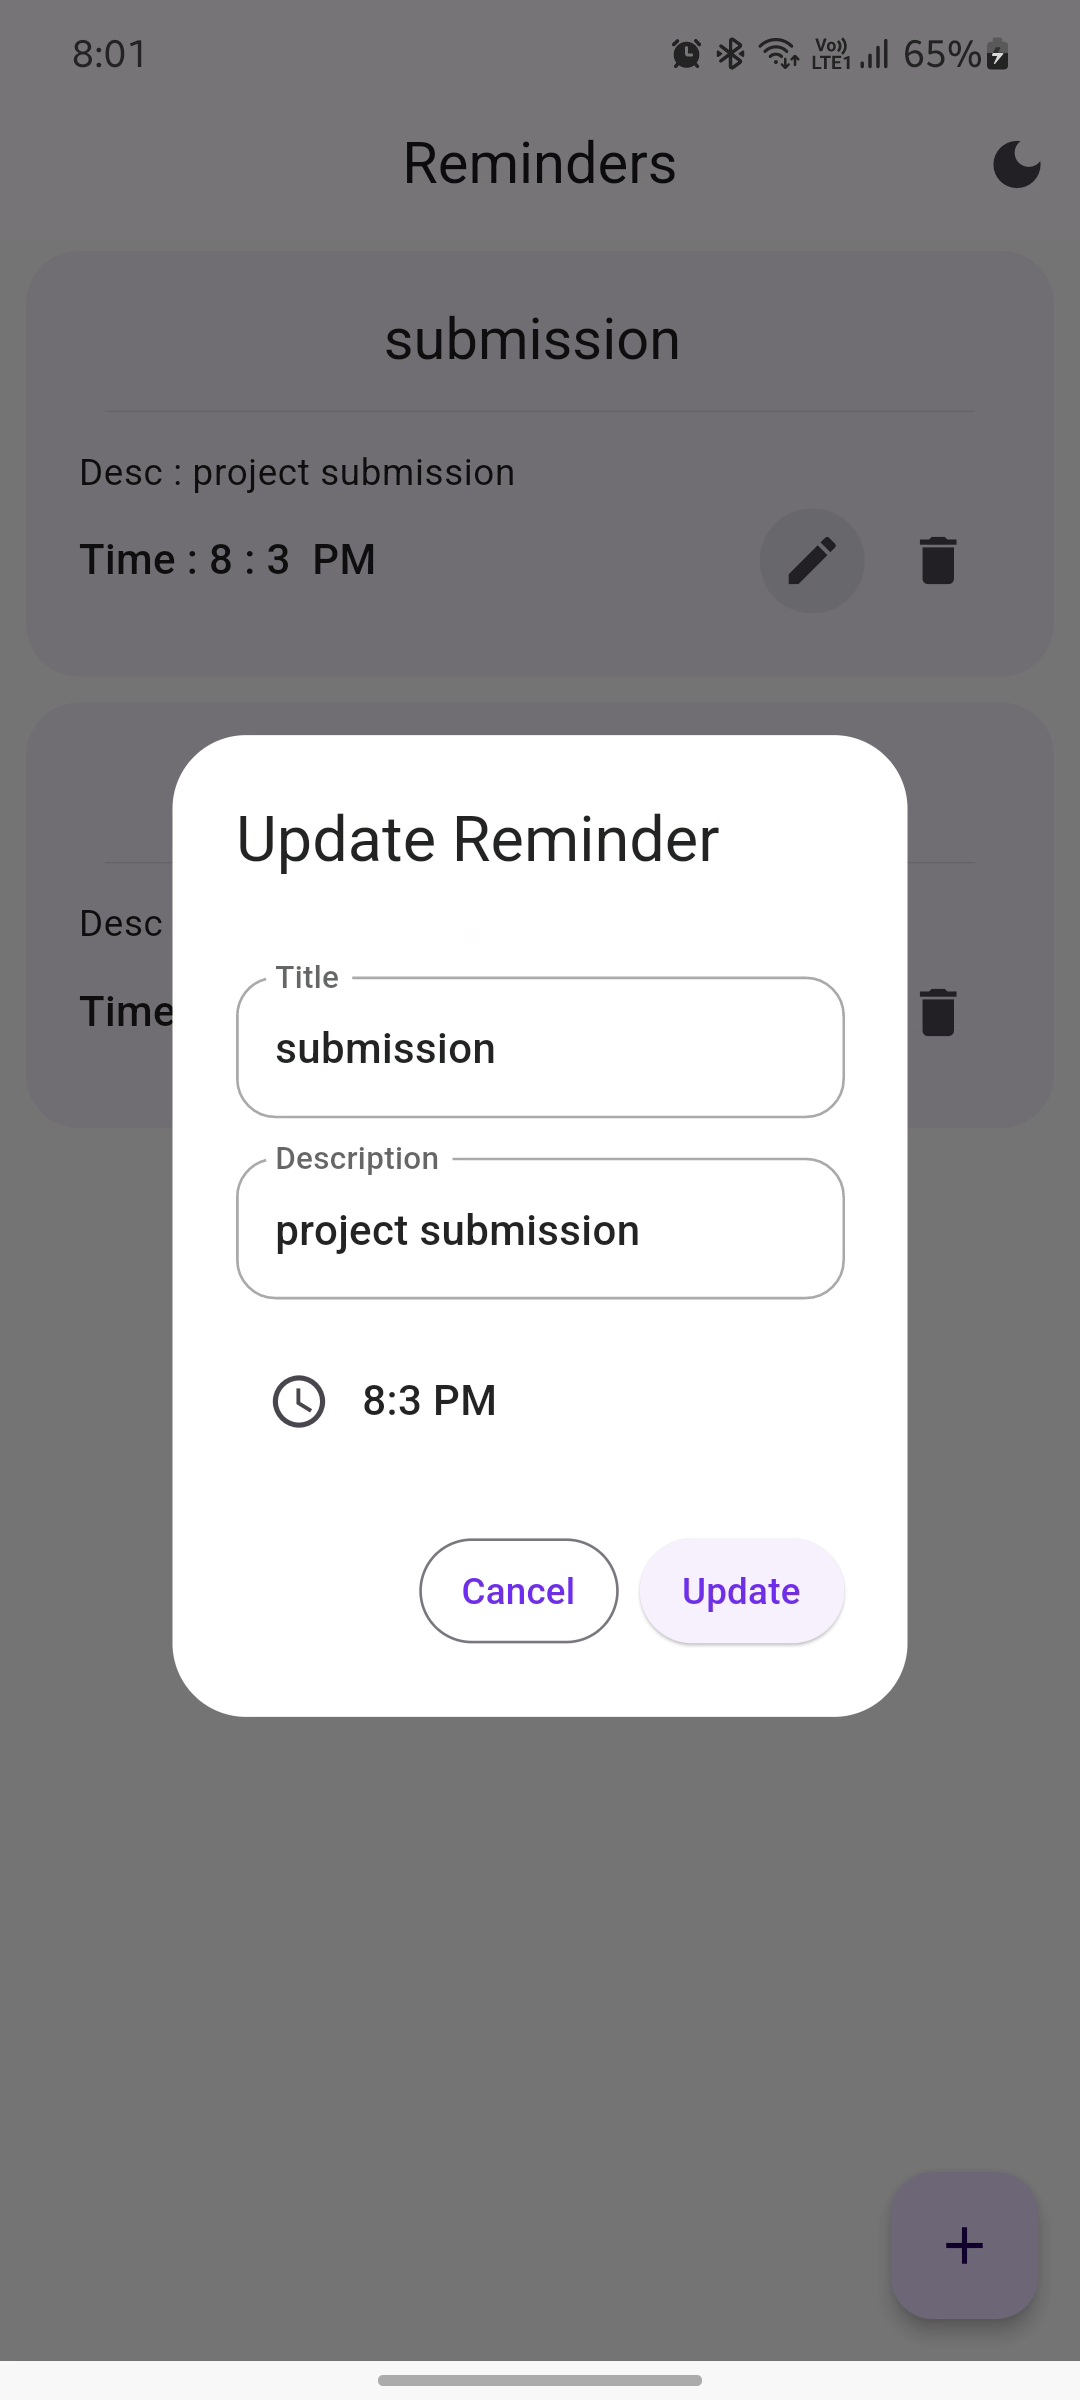 8:01 Vo)) LTE1 65%
Reminders
submission
Desc : project submission
Time : 8 : 3 PM
Update Reminder
Desc
Title
Time
submission
Description
project submission
8:3 PM
Cancel Update